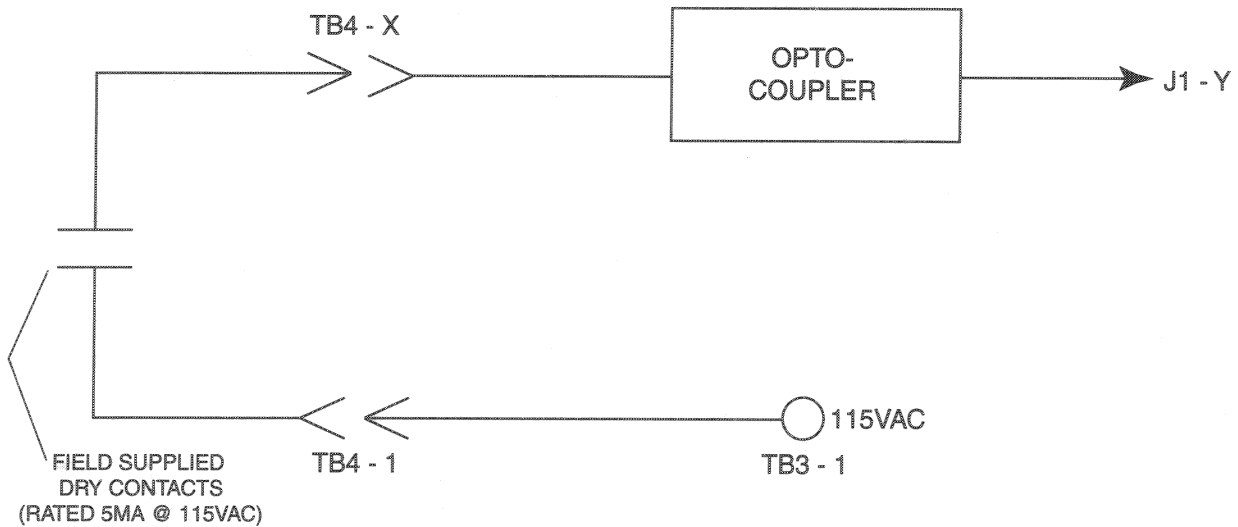 TB4 - X
OPTO-
COUPLER
J1 - Y
115VAC
TB4 - 1
TB3 - 1
FIELD SUPPLIED
DRY CONTACTS
(RATED 5MA @ 115VAC)